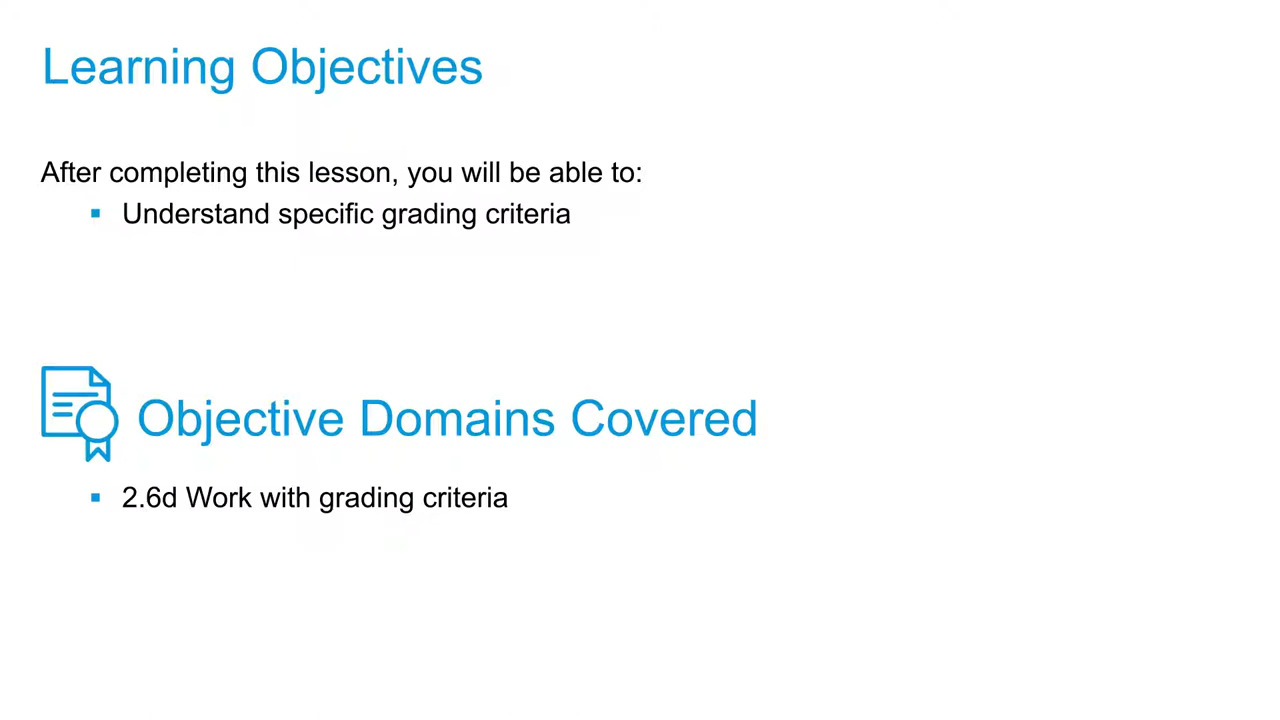 Learning Objectives
After completing this lesson, you will be able to:
▪ Understand specific grading criteria
Objective Domains Covered
▪ 2.6d Work with grading criteria